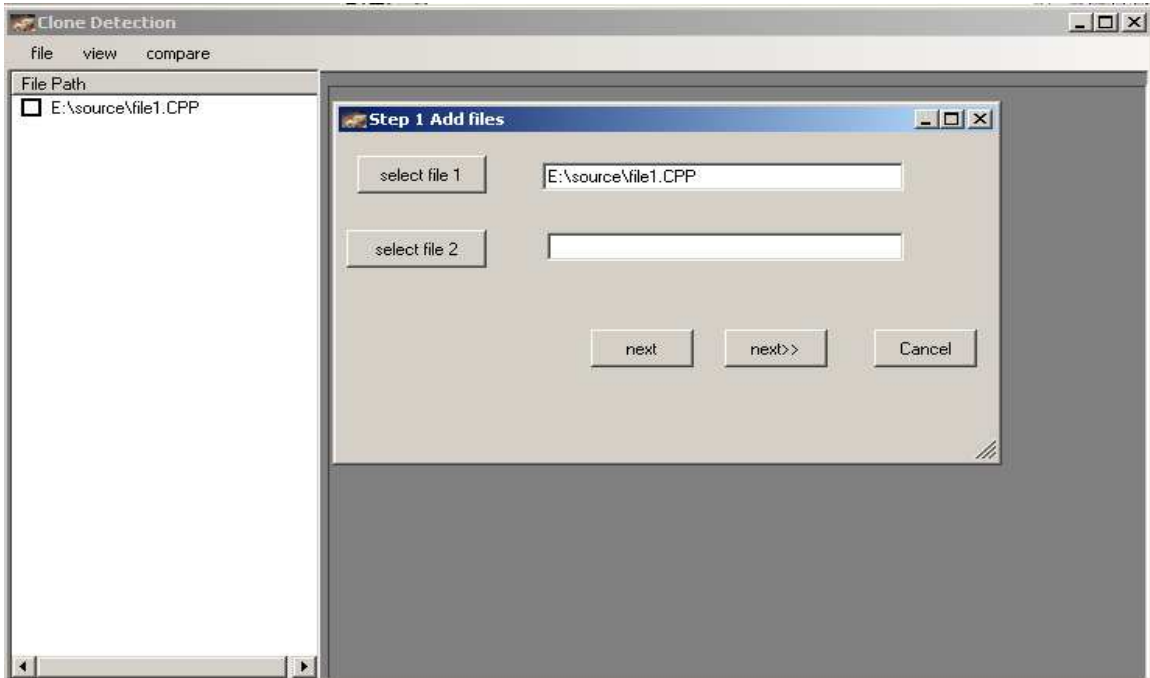 Clone Detection
file view compare
File Path
E:\source\file1.CPP
Step 1 Add files
select file 1 E:\source\file1.CPP
select file 2
next next>> Cancel